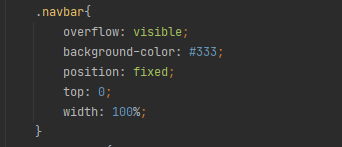 .navbar{
overflow: visible;
background-color: #333;
position: fixed;
top: 0;
width: 100%;
}